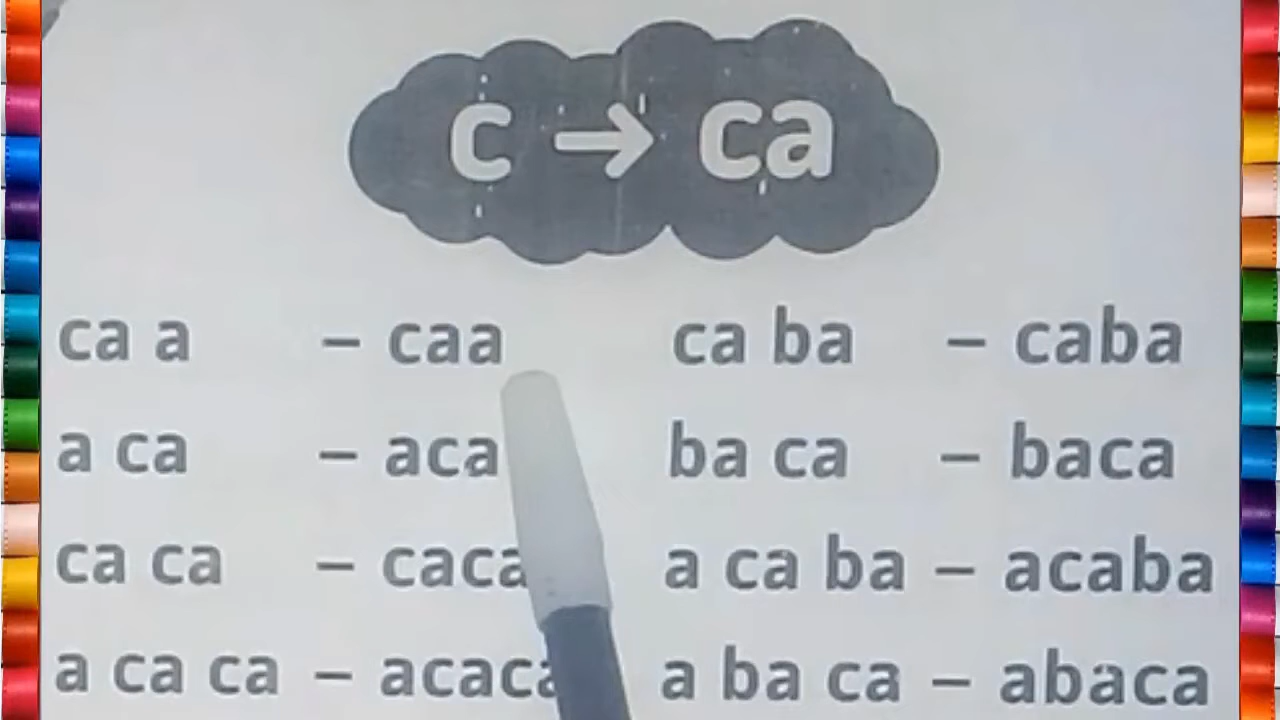 c → ca
ca a – caa ca ba – caba
a ca – aca ba ca – baca
ca ca – caca a ca ba – acaba
a ca ca – acaca a ba ca – abaca